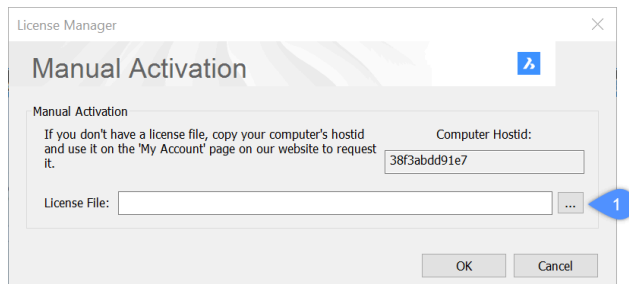 License Manager
Manual Activation
Manual Activation
If you don't have a license file, copy your computer's hostid
and use it on the 'My Account' page on our website to request
it.
Computer Hostid:
38f3abdd91e7
License File:
...
1
OK
Cancel